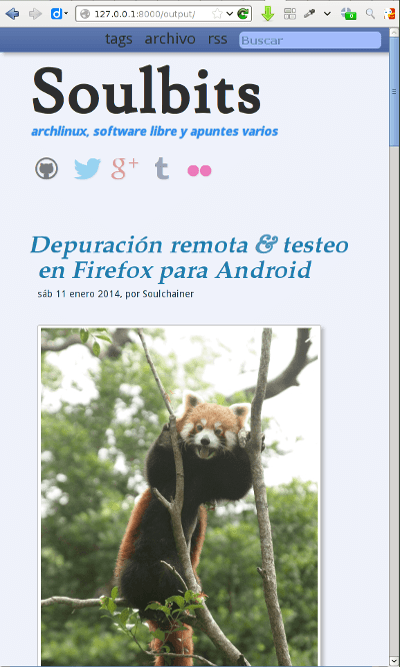 127.0.0.1:8000/output/
tags archivo rss Buscar
Soulbits
archlinux, software libre y apuntes varios
g+ t
Depuración remota & testeo
en Firefox para Android
sáb 11 enero 2014, por Soulchainer